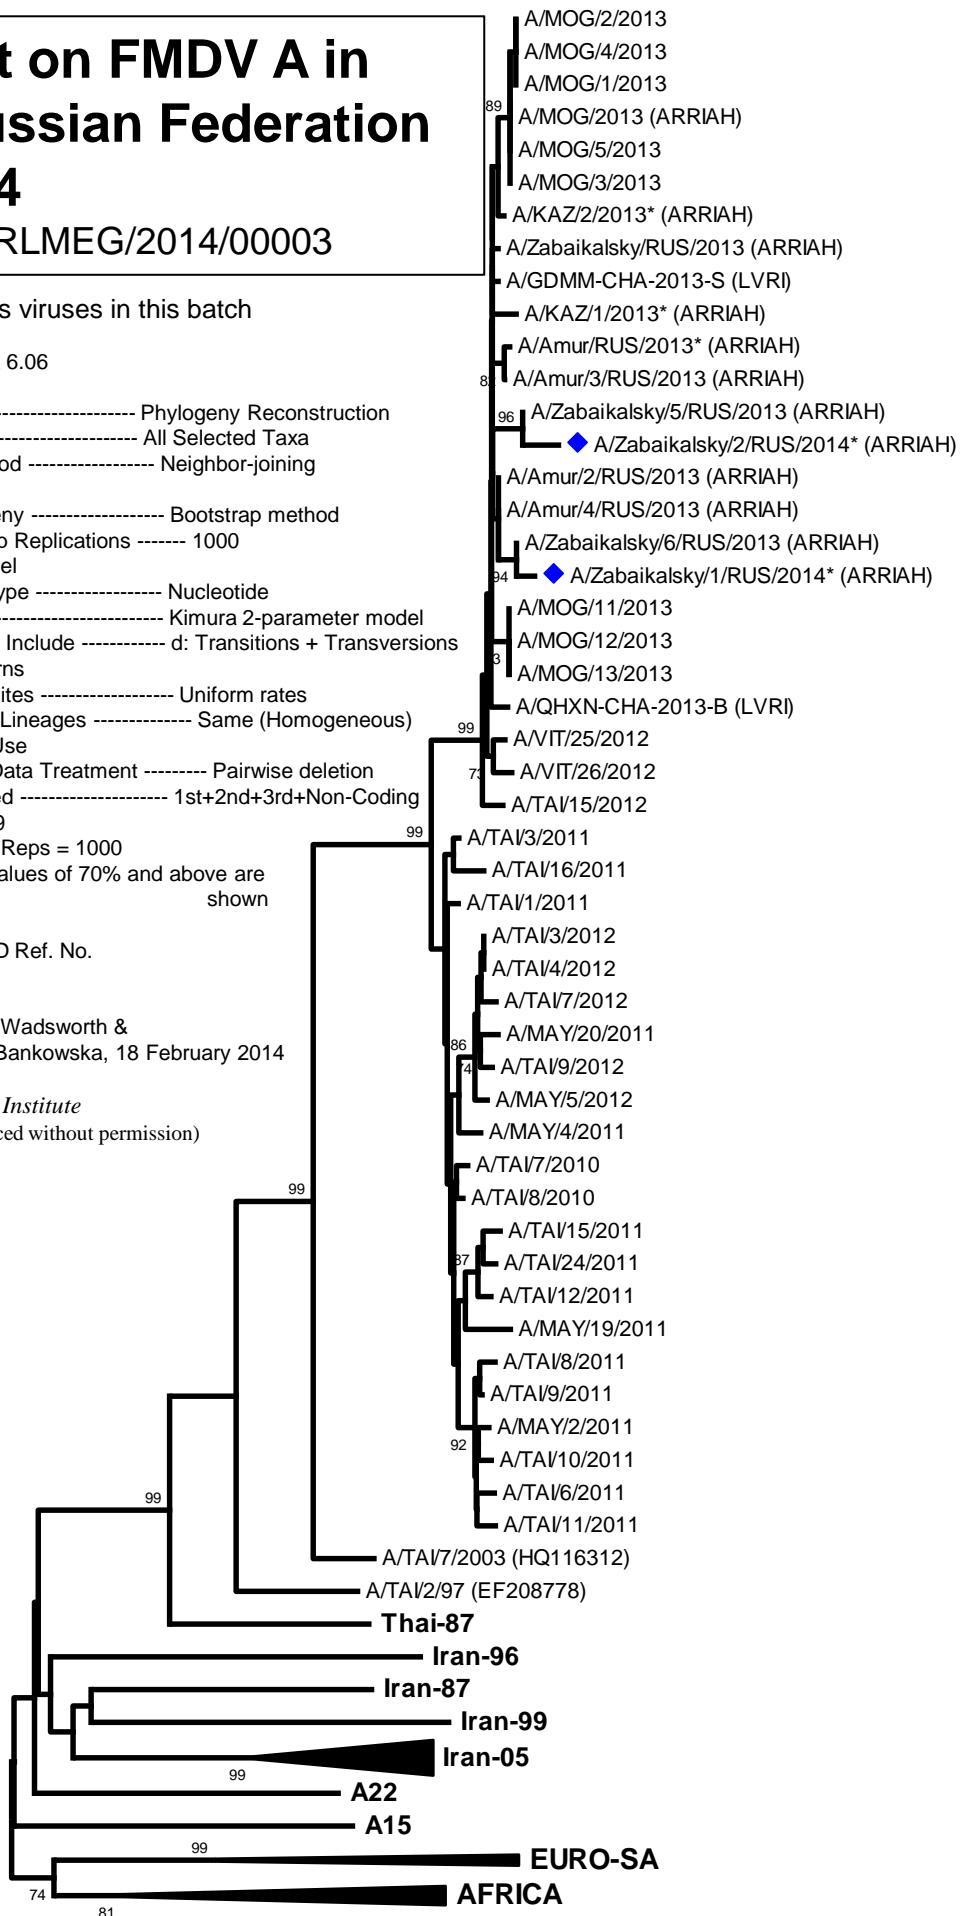 t on FMDV A in
ussian Federation
4
RLMEG/2014/00003
s viruses in this batch
6.06
-------------------- Phylogeny Reconstruction
-------------------- All Selected Taxa
od ------------------ Neighbor-joining
eny ------------------- Bootstrap method
o Replications ------- 1000
el
ype ------------------ Nucleotide
------------------------ Kimura 2-parameter model
Include ------------ d: Transitions + Transversions
rns
ites ------------------- Uniform rates
Lineages -------------- Same (Homogeneous)
Use
Data Treatment --------- Pairwise deletion
ed --------------------- 1st+2nd+3rd+Non-Coding
9
Reps = 1000
alues of 70% and above are
shown
D Ref. No.
Wadsworth &
Bankowska, 18 February 2014
Institute
ced without permission)
A/MOG/2/2013
A/MOG/4/2013
A/MOG/1/2013
89
A/MOG/2013 (ARRIAH)
A/MOG/5/2013
A/MOG/3/2013
A/KAZ/2/2013* (ARRIAH)
A/Zabaikalsky/RUS/2013 (ARRIAH)
A/GDMM-CHA-2013-S (LVRI)
A/KAZ/1/2013* (ARRIAH)
A/Amur/RUS/2013* (ARRIAH)
A/Amur/3/RUS/2013 (ARRIAH)
A/Zabaikalsky/5/RUS/2013 (ARRIAH)
96
A/Zabaikalsky/2/RUS/2014* (ARRIAH)
A/Amur/2/RUS/2013 (ARRIAH)
A/Amur/4/RUS/2013 (ARRIAH)
A/Zabaikalsky/6/RUS/2013 (ARRIAH)
94
A/Zabaikalsky/1/RUS/2014* (ARRIAH)
A/MOG/11/2013
A/MOG/12/2013
3
A/MOG/13/2013
A/QHXN-CHA-2013-B (LVRI)
99
A/VIT/25/2012
73
A/VIT/26/2012
A/TAI/15/2012
99
A/TAI/3/2011
A/TAI/16/2011
A/TAI/1/2011
A/TAI/3/2012
A/TAI/4/2012
A/TAI/7/2012
A/MAY/20/2011
86
74
A/TAI/9/2012
A/MAY/5/2012
A/MAY/4/2011
A/TAI/7/2010
99
A/TAI/8/2010
A/TAI/15/2011
87
A/TAI/24/2011
A/TAI/12/2011
A/MAY/19/2011
A/TAI/8/2011
A/TAI/9/2011
A/MAY/2/2011
92
A/TAI/10/2011
A/TAI/6/2011
99
A/TAI/11/2011
A/TAI/7/2003 (HQ116312)
A/TAI/2/97 (EF208778)
Thai-87
Iran-96
Iran-87
Iran-99
Iran-05
99
A22
A15
99
EURO-SA
74
AFRICA
81